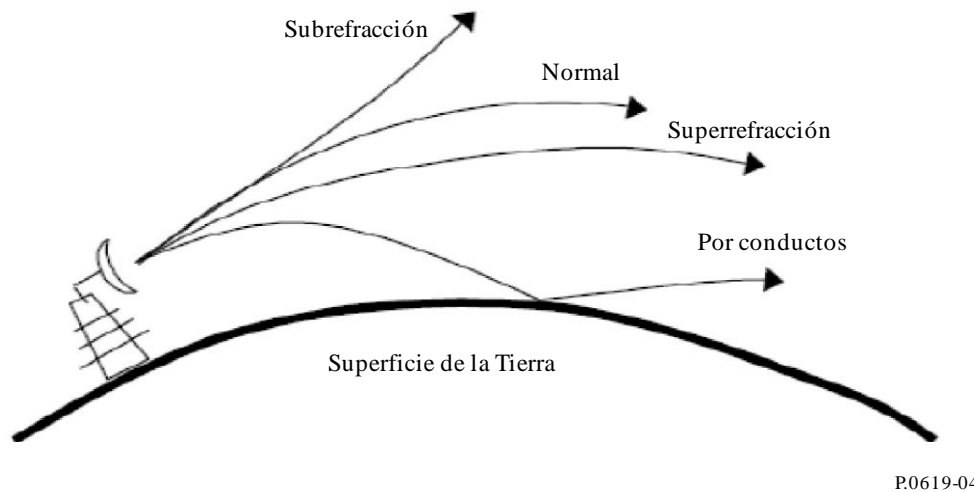 Subrefracción
Normal
Superrefracción
Por conductos
Superficie de la Tierra
P.0619-04